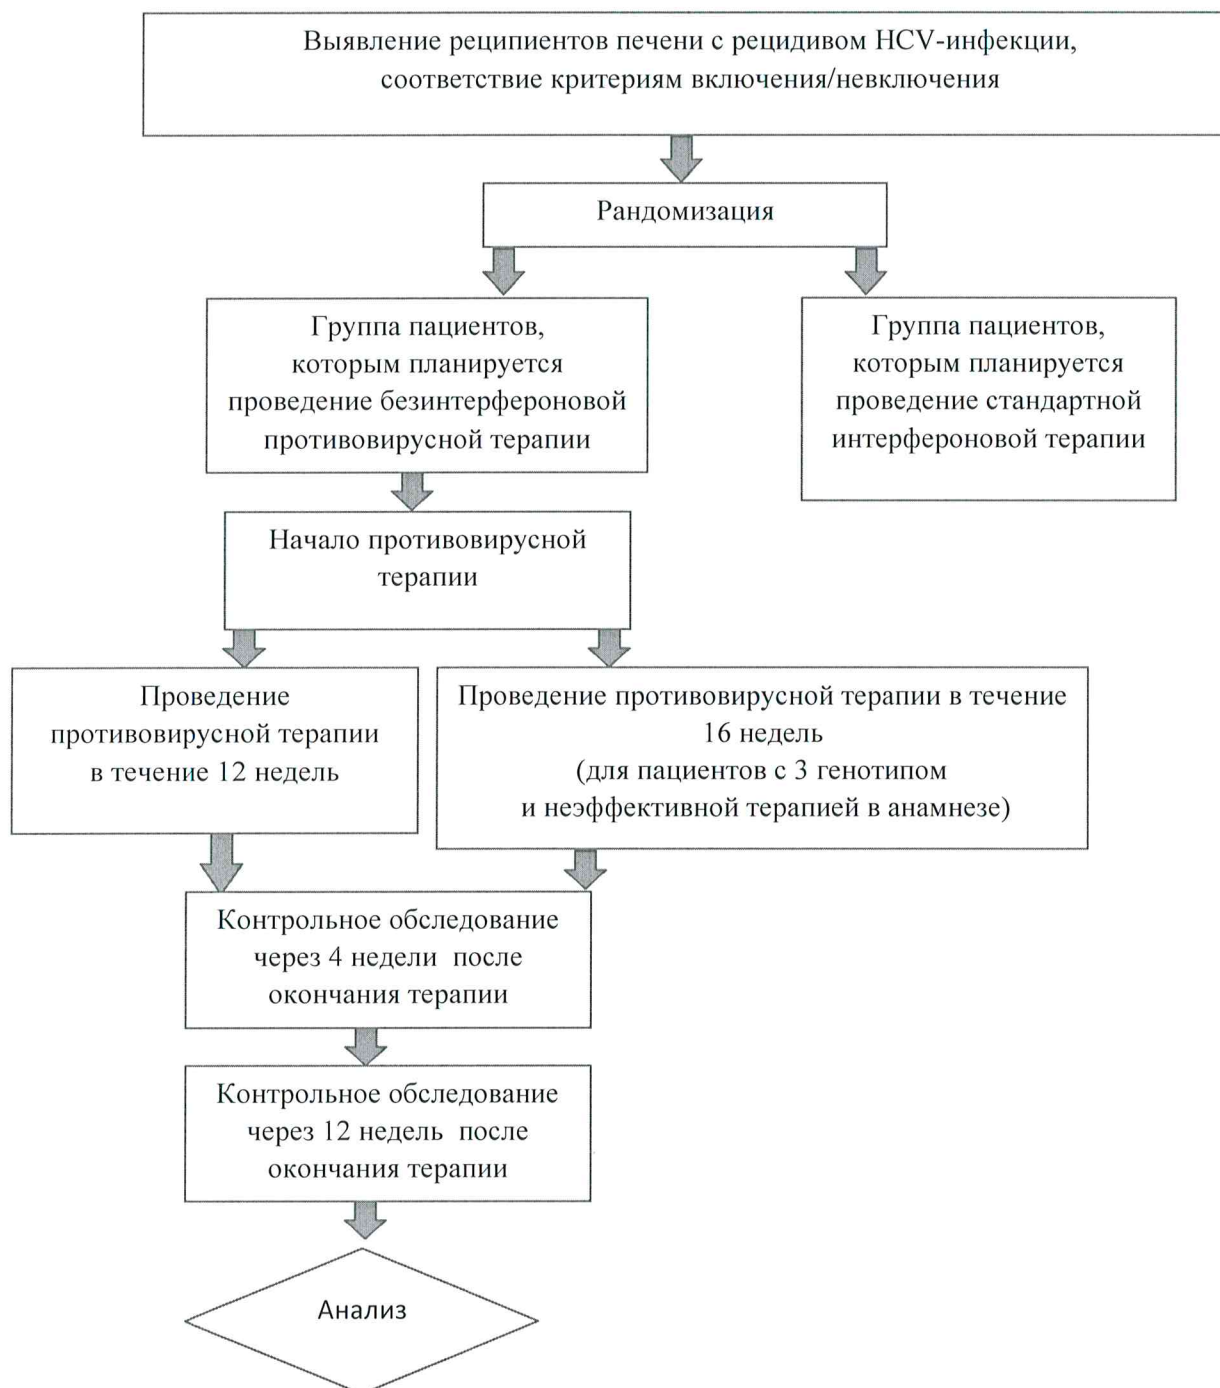 Выявление реципиентов печени с рецидивом HCV-инфекции,
соответствие критериям включения/невключения
Рандомизация
Группа пациентов,
которым планируется
проведение безинтерфероновой
противовирусной терапии
Группа пациентов,
которым планируется
проведение стандартной
интерфероновой терапии
Начало противовирусной
терапии
Проведение
противовирусной терапии
в течение 12 недель
Проведение противовирусной терапии в течение
16 недель
(для пациентов с 3 генотипом
и неэффективной терапией в анамнезе)
Контрольное обследование
через 4 недели после
окончания терапии
Контрольное обследование
через 12 недель после
окончания терапии
Анализ